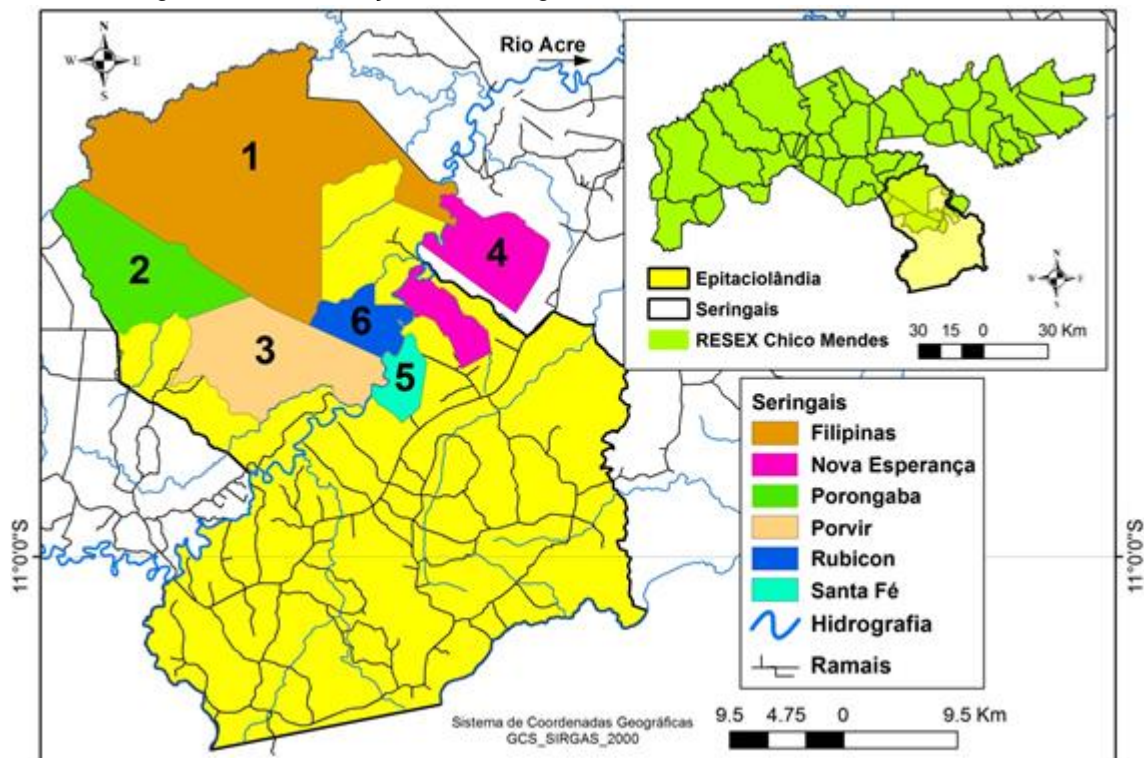 N
W E
S
Rio Acre
1
2
3
4
5
6
Epitaciolândia
Seringais
RESEX Chico Mendes
30 15 0 30 Km
Seringais
Filipinas
Nova Esperança
Porongaba
Porvir
Rubicon
Santa Fé
Hidrografia
Ramais
11°0'0"S
11°0'0"S
Sistema de Coordenadas Geográficas
GCS_SIRGAS_2000
9.5 4.75 0 9.5 Km